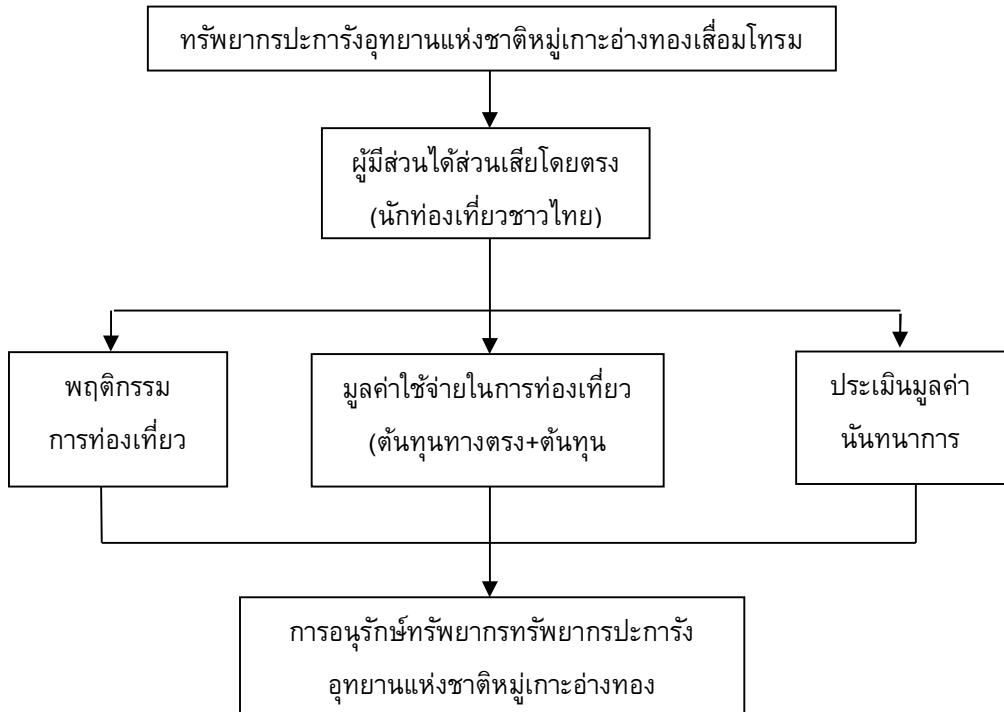 ทรัพยากรปะการังอุทยานแห่งชาติหมู่เกาะอ่างทองเสื่อมโทรม
ผู้มีส่วนได้ส่วนเสียโดยตรง
(นักท่องเที่ยวชาวไทย)
พฤติกรรม
การท่องเที่ยว
มูลค่าใช้จ่ายในการท่องเที่ยว
(ต้นทุนทางตรง+ต้นทุน
ประเมินมูลค่า
นันทนาการ
การอนุรักษ์ทรัพยากรทรัพยากรปะการัง
อุทยานแห่งชาติหมู่เกาะอ่างทอง